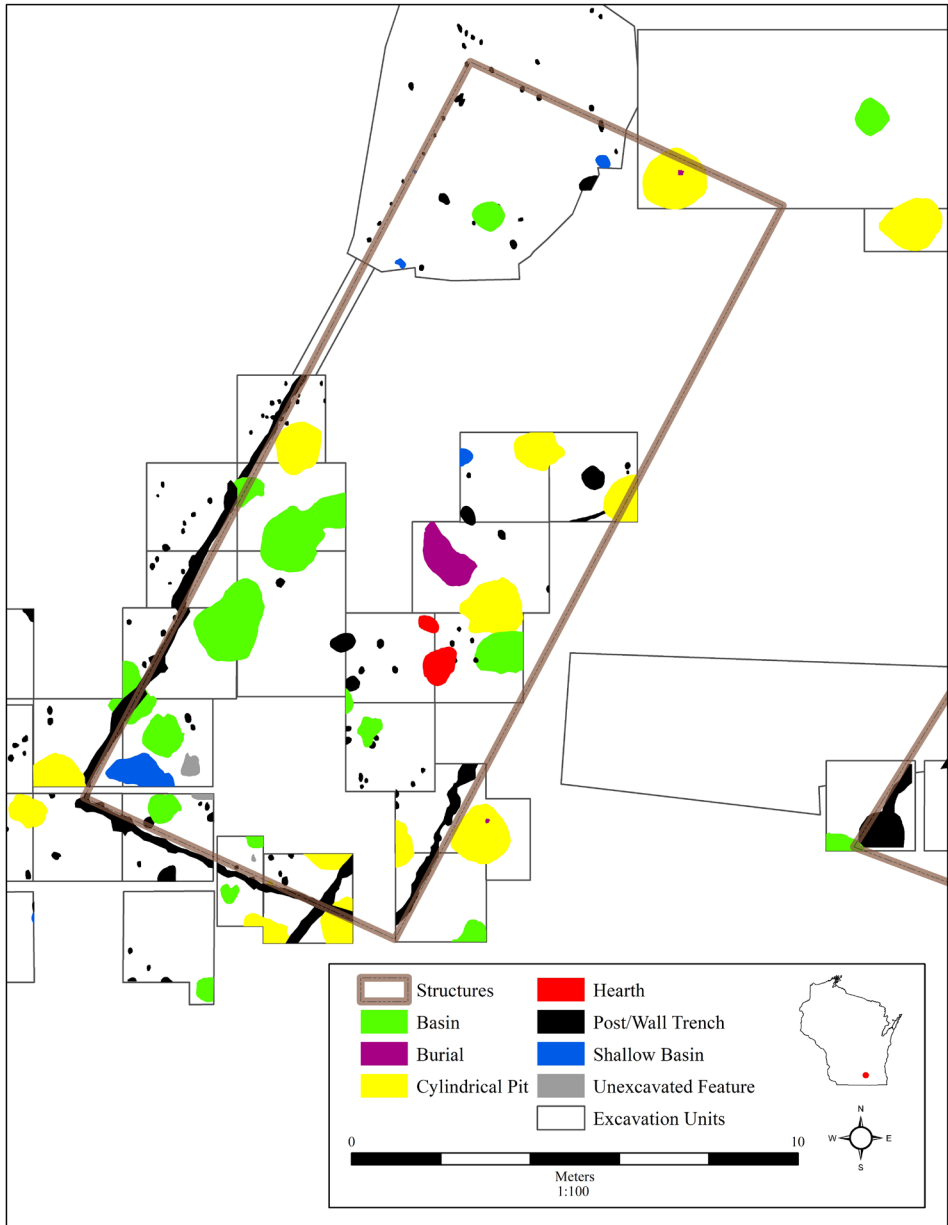 Structures
Basin
Burial
Cylindrical Pit
Hearth
Post/Wall Trench
Shallow Basin
Unexcavated Feature
Excavation Units
N
W E
S
0 10
Meters
1:100